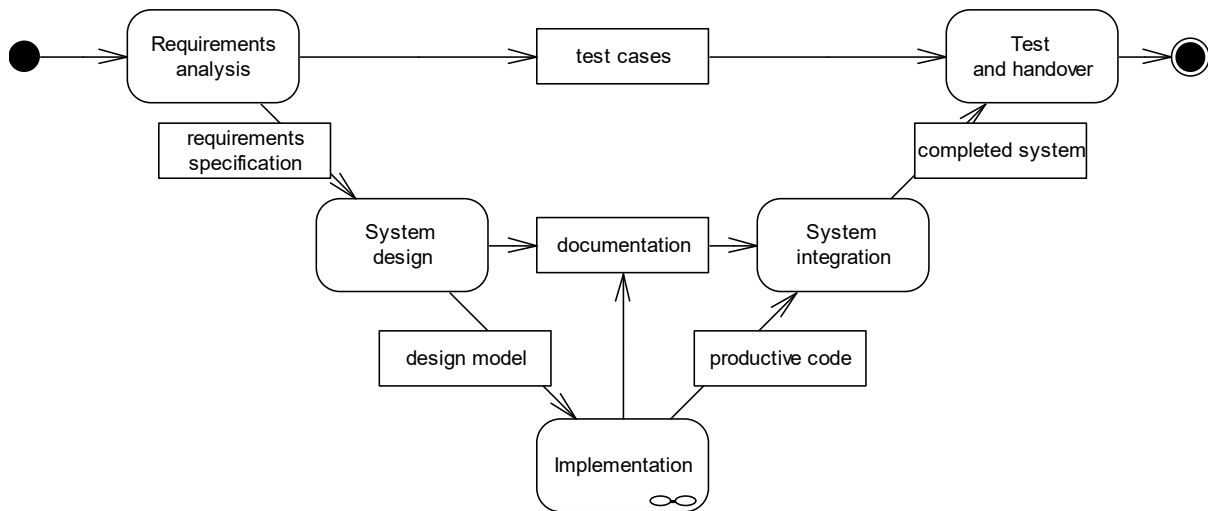 Requirements
analysis
test cases
Test
and handover
requirements
specification
completed system
System
design
documentation
System
integration
design model
productive code
Implementation